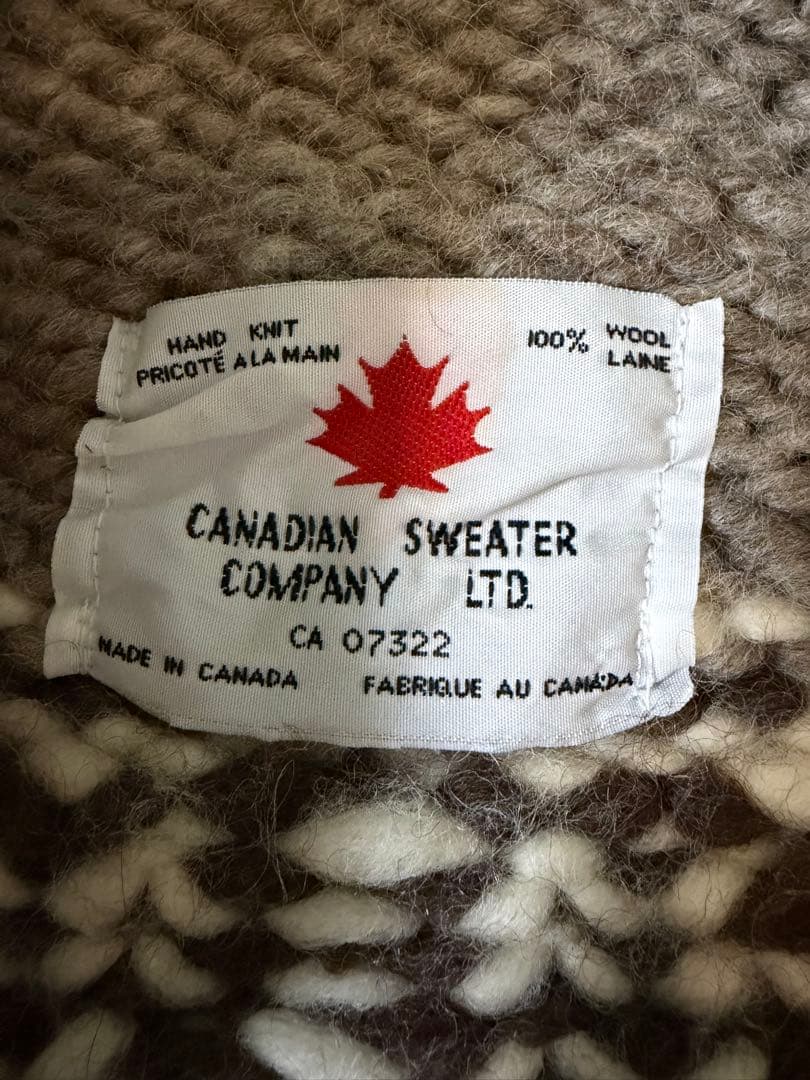 HAND KNIT
PRICOTÉ A LA MAIN
100% WOOL
LAINE
CANADIAN SWEATER
COMPANY LTD.
CA 07322
MADE IN CANADA
FABRIQUE AU CANADA